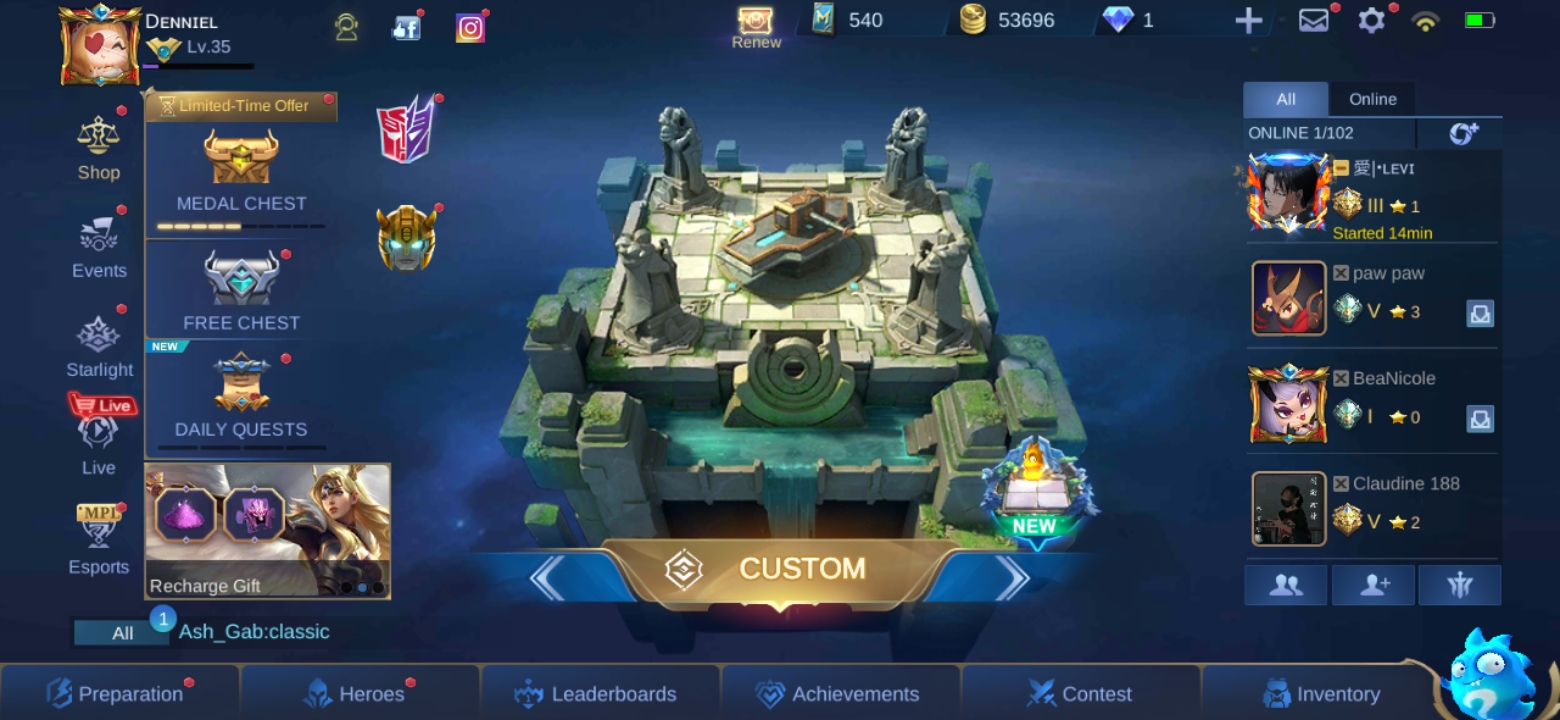 DENNIEL
Lv.35
Renew
540
53696
1
Limited-Time Offer
MEDAL CHEST
FREE CHEST
NEW
DAILY QUESTS
Recharge Gift
Shop
Events
Starlight
Live
Live
MPL
Esports
All
1
Ash_Gab:classic
NEW
CUSTOM
All
Online
ONLINE 1/102
愛|•LEVI
III ★ 1
Started 14min
paw paw
V ★ 3
BeaNicole
I ★ 0
Claudine 188
V ★ 2
Preparation
Heroes
Leaderboards
Achievements
Contest
Inventory